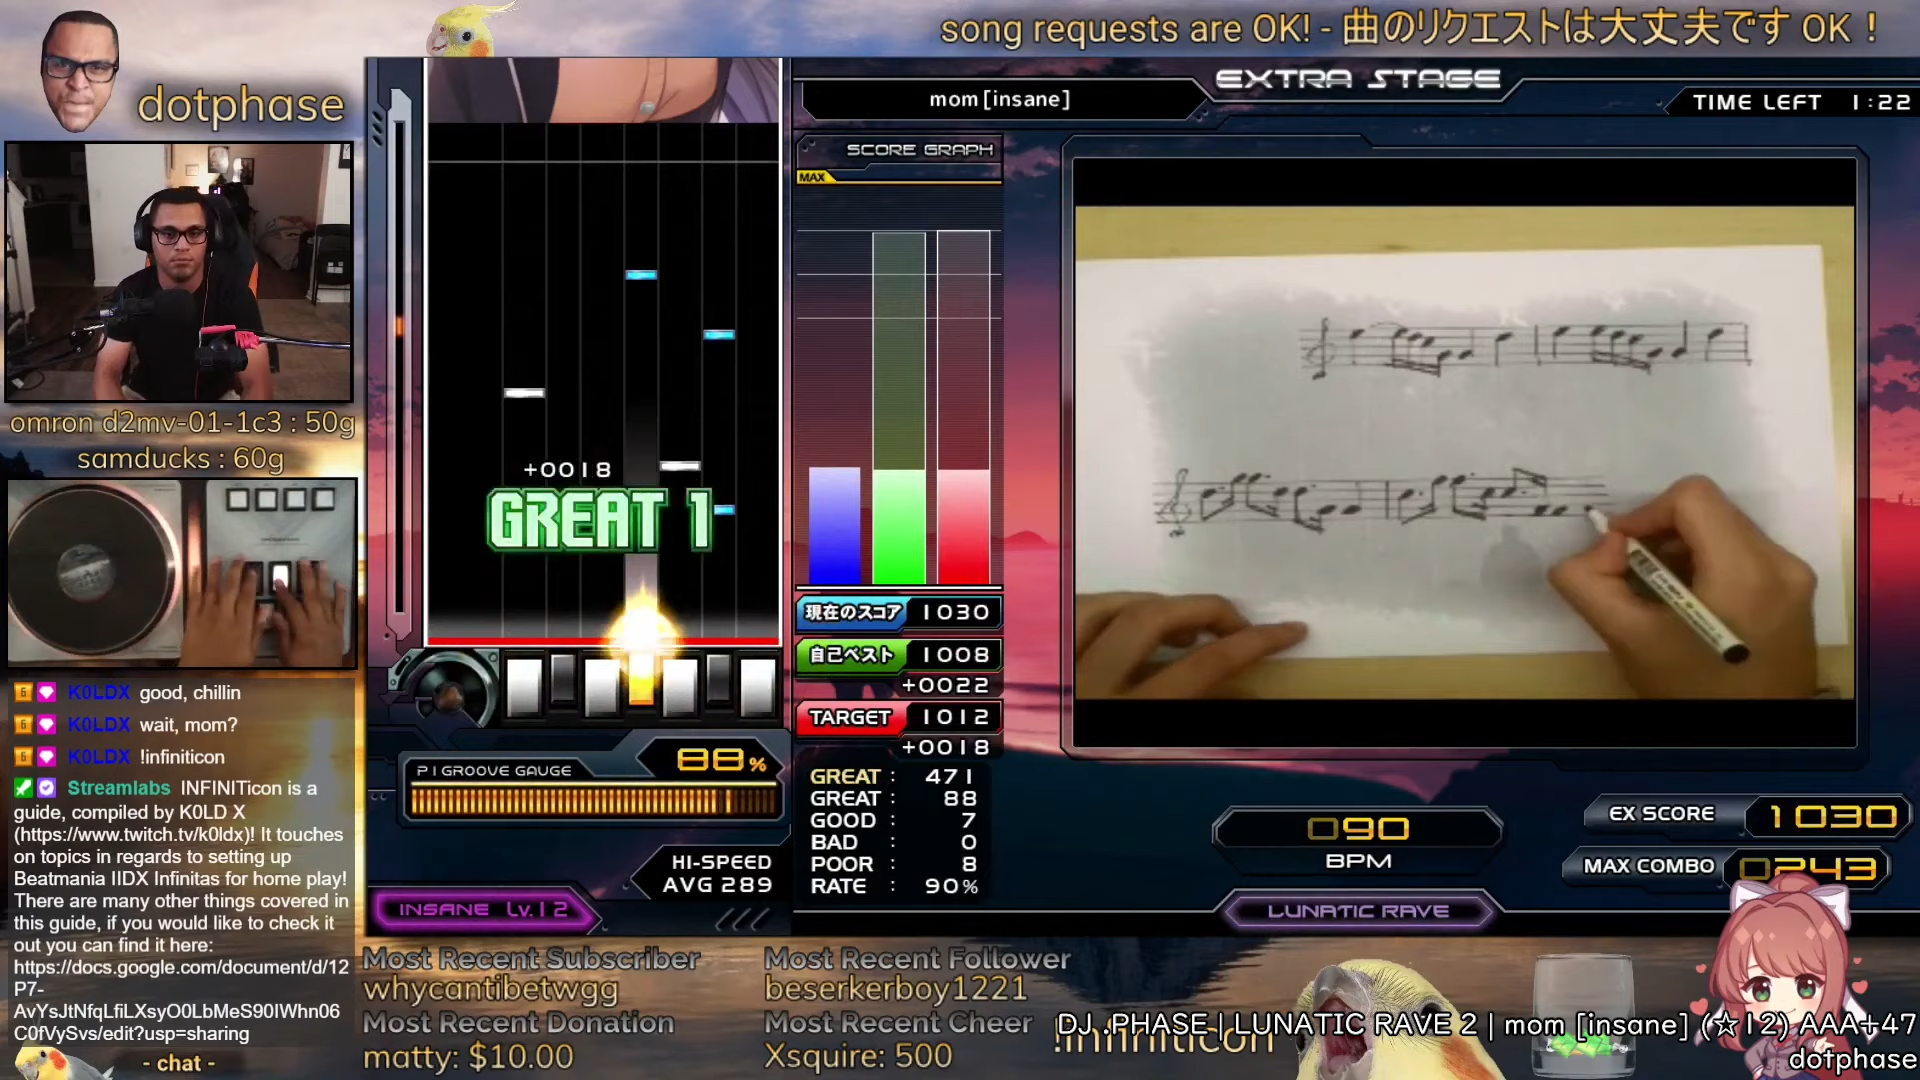 song requests are OK! - 曲のリクエストは大丈夫です OK !
dotphase
EXTRA STAGE
mom [insane]
TIME LEFT 1:22
SCORE GRAPH
MAX
omron d2mv-01-1c3 : 50g
samducks : 60g
+0018
GREAT 1
現在のスコア 1030
自己ベスト 1008
+0022
TARGET 1012
+0018
K0LDX good, chillin
K0LDX wait, mom?
K0LDX !infiniticon
Streamlabs INFINITicon is a
guide, compiled by K0LD X
(https://www.twitch.tv/k0ldx)! It touches
on topics in regards to setting up
Beatmania IIDX Infinitas for home play!
There are many other things covered in
this guide, if you would like to check it
out you can find it here:
https://docs.google.com/document/d/12
P7-
AvYsJtNfqLfiLXsyO0LbMeS90IWhn06
C0fVySvs/edit?usp=sharing
- chat -
P1 GROOVE GAUGE 88%
GREAT : 471
GREAT : 88
GOOD : 7
BAD : 0
POOR : 8
RATE : 90%
HI-SPEED
AVG 289
INSANE Lv.12
090
BPM
LUNATIC RAVE
EX SCORE 1030
MAX COMBO 0243
Most Recent Subscriber
whycantibetwgg
Most Recent Donation
matty: $10.00
Most Recent Follower
beserkerboy1221
Most Recent Cheer
Xsquire: 500
!infiniticon
DJ .PHASE | LUNATIC RAVE 2 | mom [insane] (☆12) AAA+47
dotphase